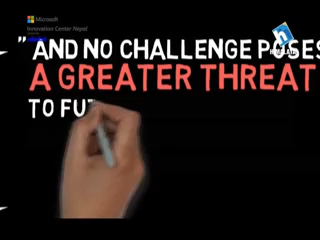 Microsoft
Innovation Center Nepal
" AND NO CHALLENGE POSES
A GREATER THREAT
TO FUT